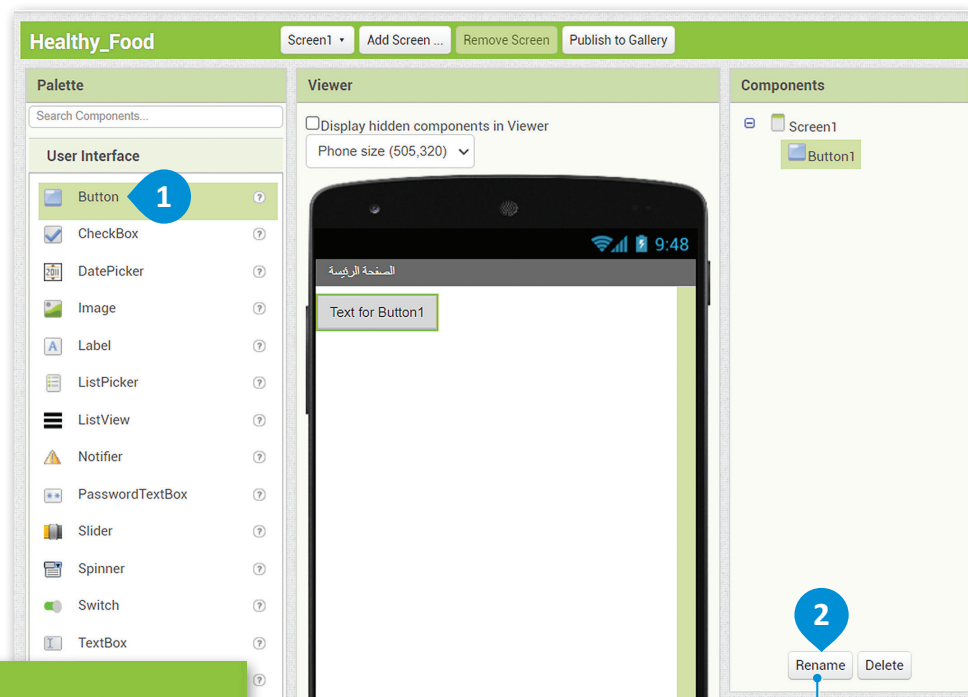 Healthy_Food
Screen1
Add Screen ...
Remove Screen
Publish to Gallery
Palette
Search Components...
User Interface
Button
1
?
CheckBox
?
DatePicker
?
Image
?
Label
?
ListPicker
?
ListView
?
Notifier
?
PasswordTextBox
?
Slider
?
Spinner
?
Switch
?
TextBox
?
?
Viewer
Display hidden components in Viewer
Phone size (505,320)
9:48
الصفحة الرئيسة
Text for Button1
Components
Screen1
Button1
2
Rename
Delete